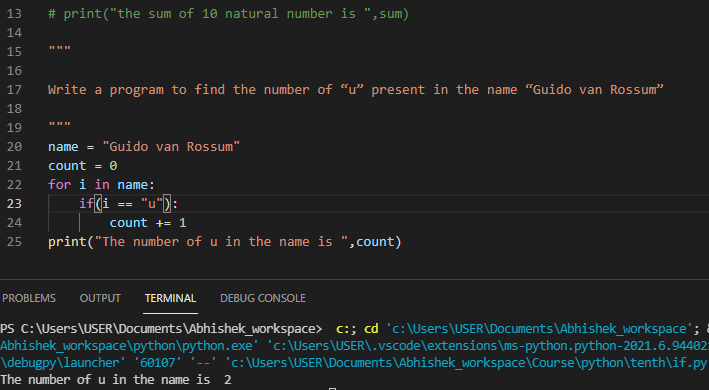 13 # print("the sum of 10 natural number is ",sum)
14
15 """
16
17 Write a program to find the number of “u” present in the name “Guido van Rossum”
18
19 """
20 name = "Guido van Rossum"
21 count = 0
22 for i in name:
23     if(i == "u"):
24         count += 1
25 print("The number of u in the name is ",count)
PROBLEMS OUTPUT TERMINAL DEBUG CONSOLE
PS C:\Users\USER\Documents\Abhishek_workspace>  c:; cd 'c:\Users\USER\Documents\Abhishek_workspace';
Abhishek_workspace\python\python.exe' 'c:\Users\USER\.vscode\extensions\ms-python.python-2021.6.944021
\debugpy\launcher' '60107' '--' 'c:\Users\USER\Documents\Abhishek_workspace\Course\python\tenth\if.py
The number of u in the name is  2